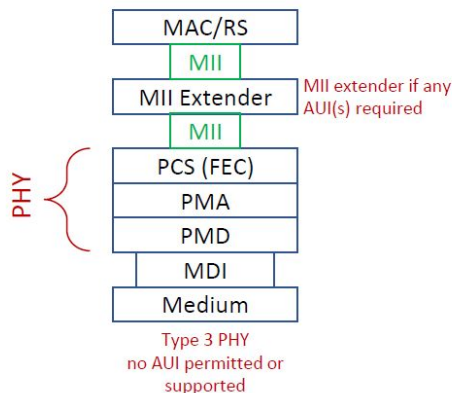 MAC/RS
MII
MII Extender
MII extender if any
AUI(s) required
MII
PHY
PCS (FEC)
PMA
PMD
MDI
Medium
Type 3 PHY
no AUI permitted or
supported